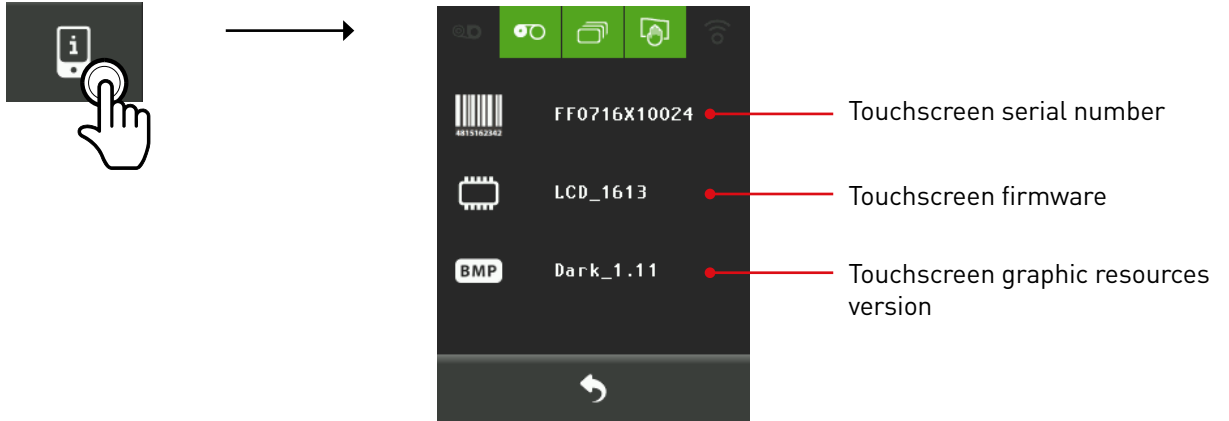 i
4815162342
FF0716X10024
Touchscreen serial number
LCD_1613
Touchscreen firmware
BMP
Dark_1.11
Touchscreen graphic resources
version